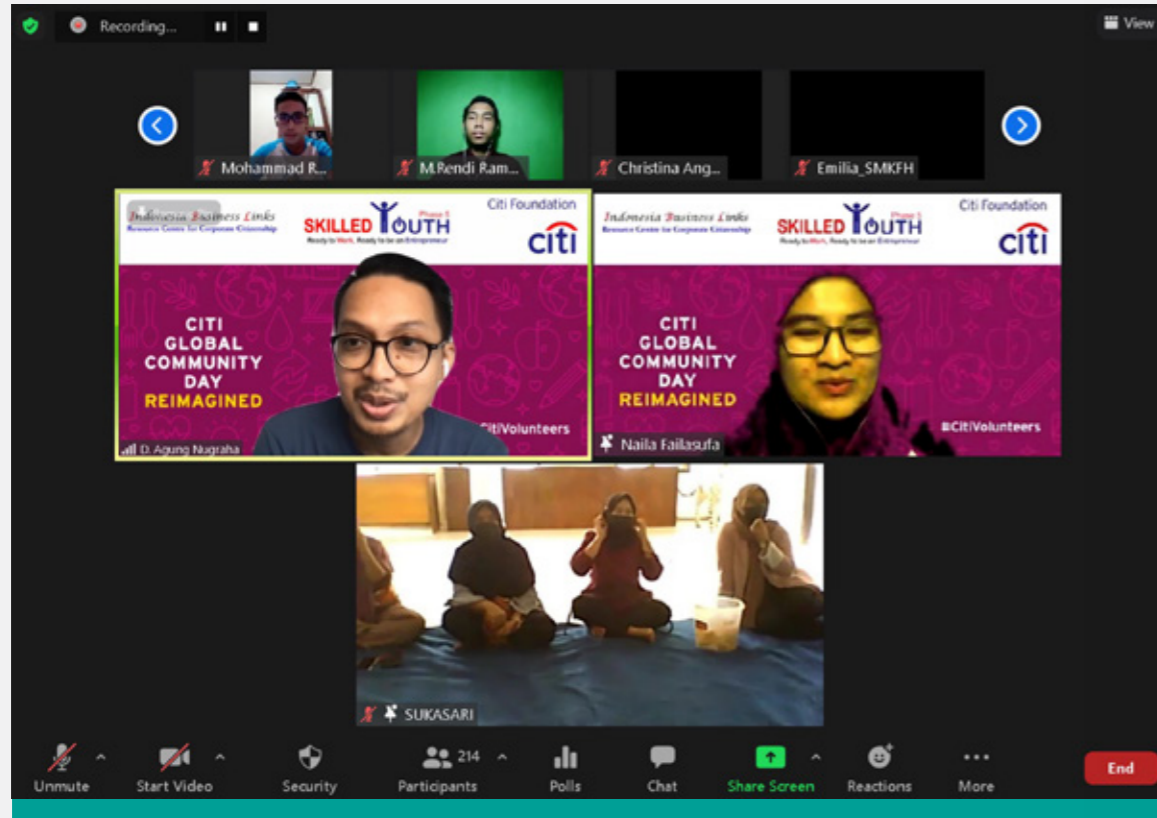 Recording...
View
Mohammad R...
M.Rendi Ram...
Christina Ang...
Emilia_SMKFH
Indonesia Business Links
Resource Centre for Corporate Citizenship
SKILLED YOUTH
Phase 5
Ready to Work, Ready to be an Entrepreneur
Citi Foundation
citi
CITI
GLOBAL
COMMUNITY
DAY
REIMAGINED
CitiVolunteers
D. Agung Nugraha
Indonesia Business Links
Resource Centre for Corporate Citizenship
SKILLED YOUTH
Phase 5
Ready to Work, Ready to be an Entrepreneur
Citi Foundation
citi
CITI
GLOBAL
COMMUNITY
DAY
REIMAGINED
#CitiVolunteers
Naila Failasufa
SUKASARI
214
Unmute
Start Video
Security
Participants
Polls
Chat
Share Screen
Reactions
More
End